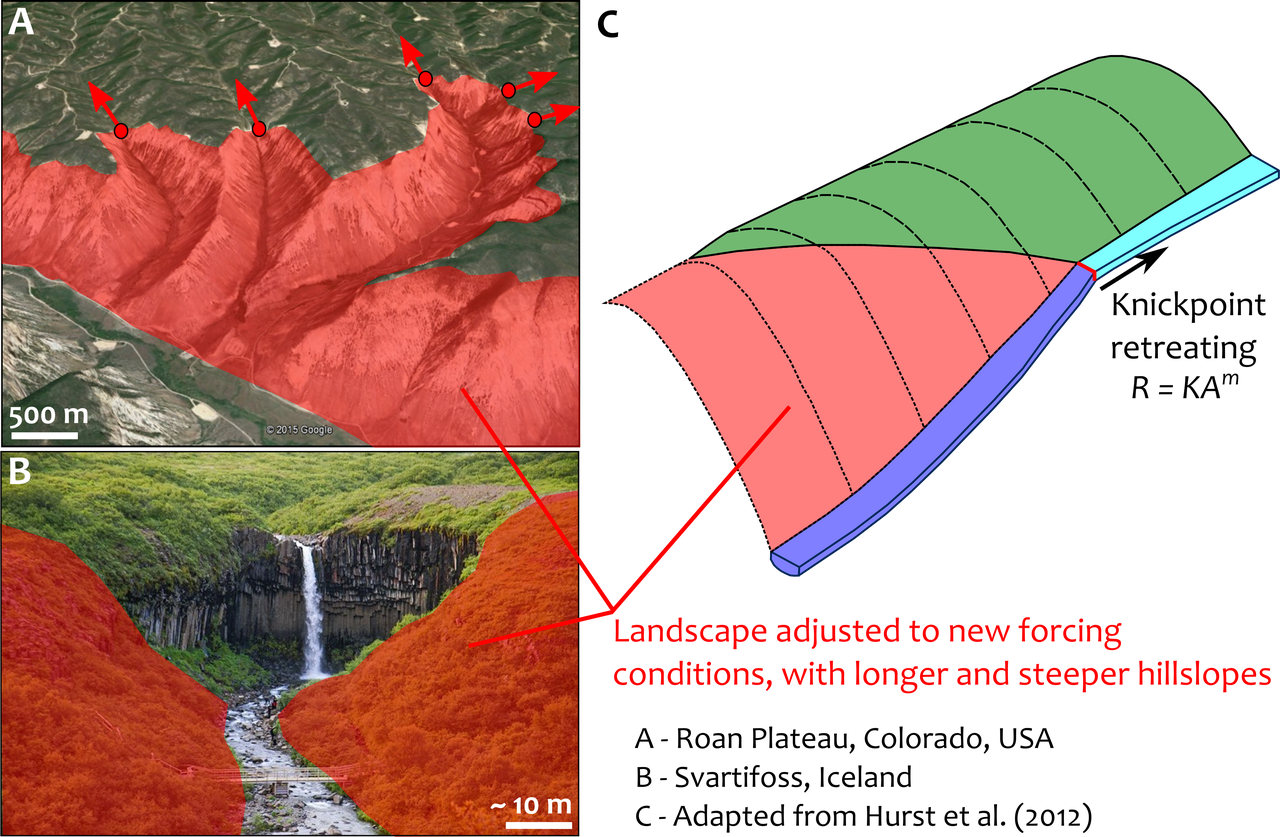 A
500 m
© 2015 Google
B
~ 10 m
C
Knickpoint
retreating
R = KAᵐ
Landscape adjusted to new forcing
conditions, with longer and steeper hillslopes
A - Roan Plateau, Colorado, USA
B - Svartifoss, Iceland
C - Adapted from Hurst et al. (2012)